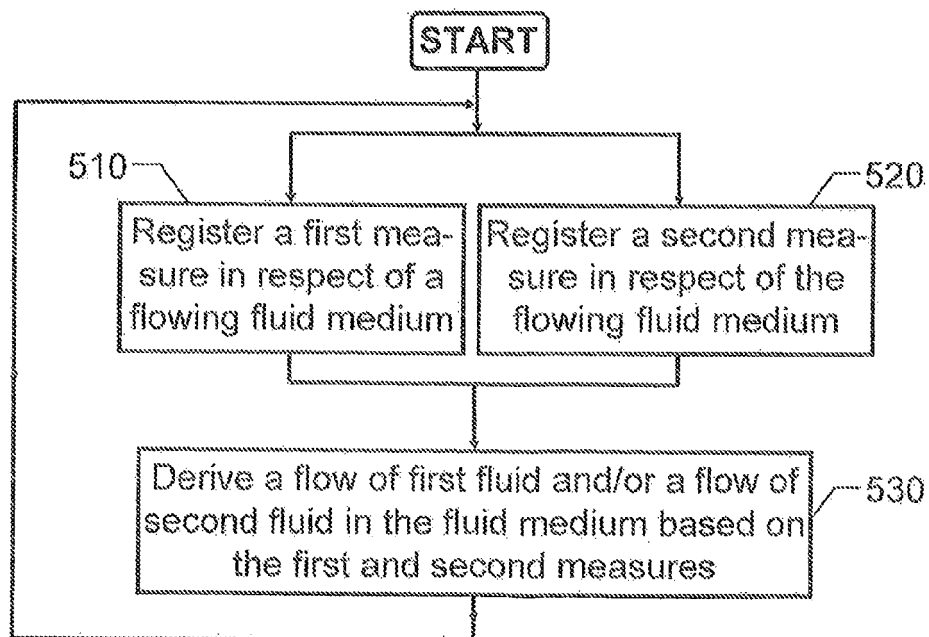 START
510
520
Register a first mea-
sure in respect of a
flowing fluid medium
Register a second mea-
sure in respect of the
flowing fluid medium
Derive a flow of first fluid and/or a flow of
second fluid in the fluid medium based on
the first and second measures
530